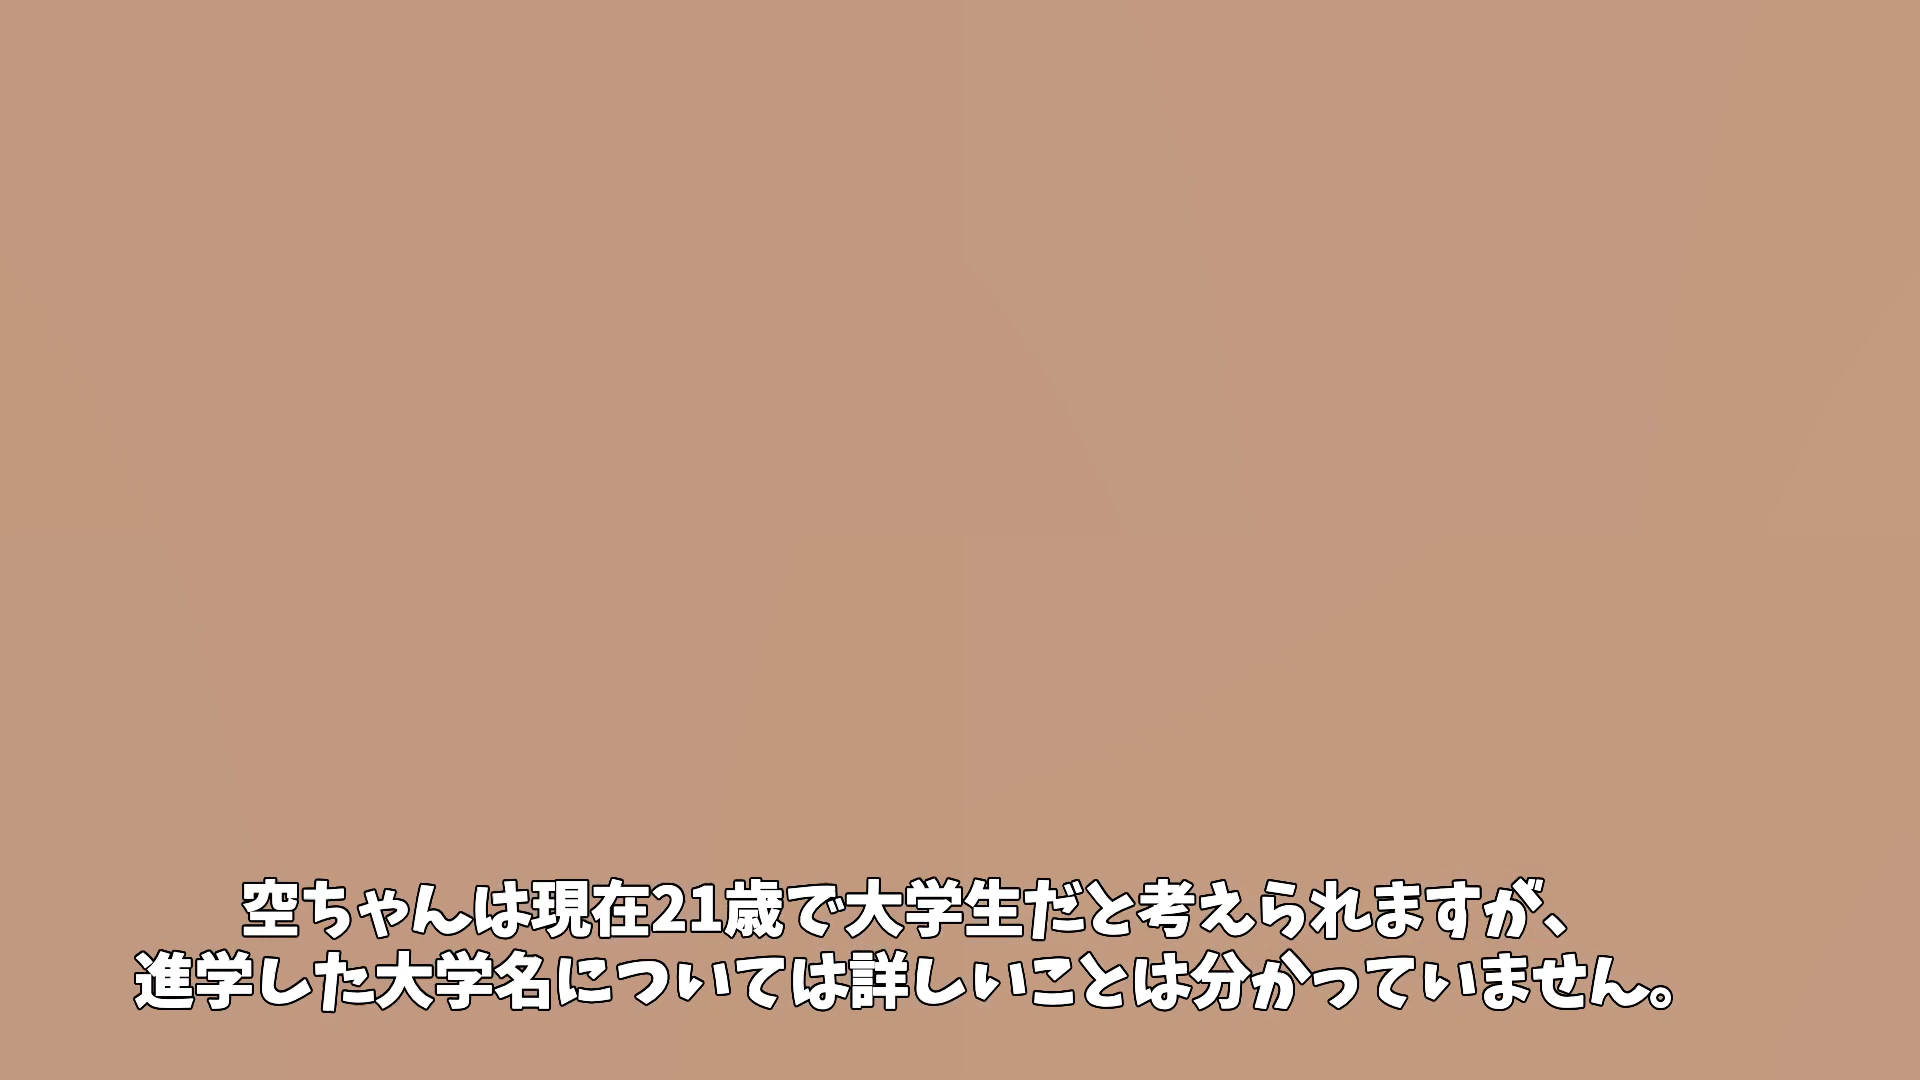 空ちゃんは現在21歳で大学生だと考えられますが、
進学した大学名については詳しいことは分かっていません。